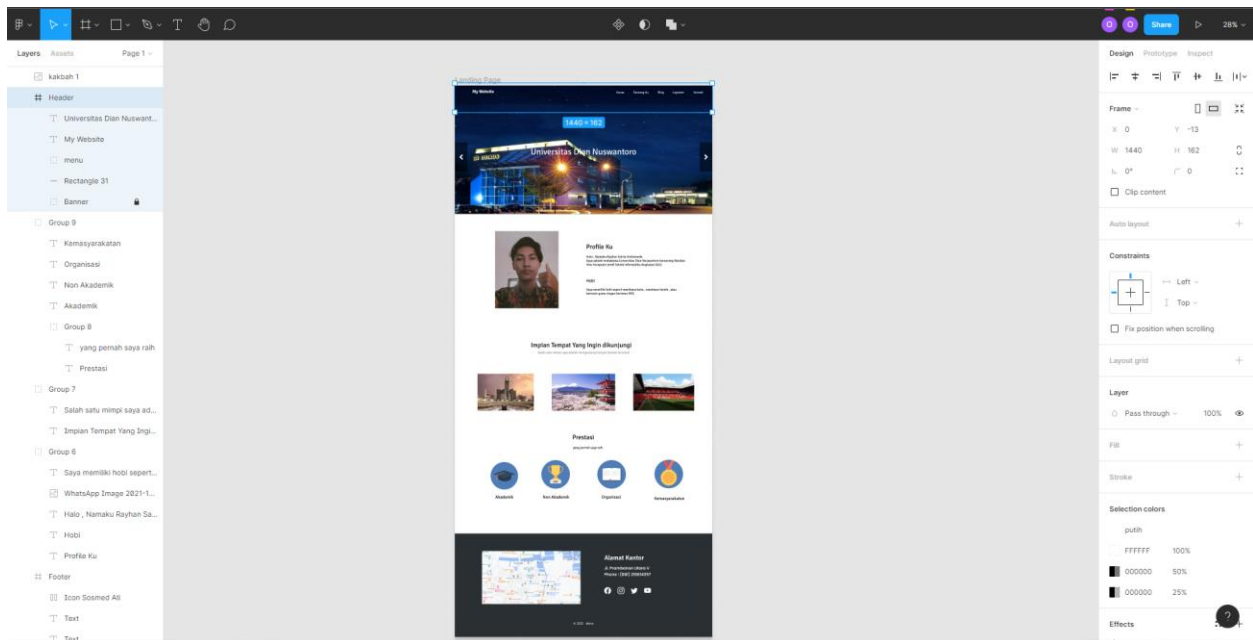 Share
28%
Layers
Assets
Page 1
kakbah 1
Header
Universitas Dian Nuswant...
My Website
menu
Rectangle 31
Banner
Group 9
Kemasyarakatan
Organisasi
Non Akademik
Akademik
Group 8
yang pernah saya raih
Prestasi
Group 7
Salah satu mimpi saya ad...
Impian Tempat Yang Ingi...
Group 6
Saya memiliki hobi sepert...
WhatsApp Image 2021-1...
Halo , Namaku Rayhan Sa...
Hobi
Profile Ku
Footer
Icon Sosmed All
Text
Text
Landing Page
My Website
1440 × 162
Universitas Dian Nuswantoro
Profile Ku
Hobi
Impian Tempat Yang Ingin dikunjungi
Prestasi
yang pernah saya raih
Akademik
Non Akademik
Organisasi
Kemasyarakatan
Alamat Kantor
Design
Prototype
Inspect
Frame
X 0
Y -13
W 1440
H 162
0°
0
Clip content
Auto layout
Constraints
Left
Top
Fix position when scrolling
Layout grid
Layer
Pass through
100%
Fill
Stroke
Selection colors
putih
FFFFFF 100%
000000 50%
000000 25%
Effects
?